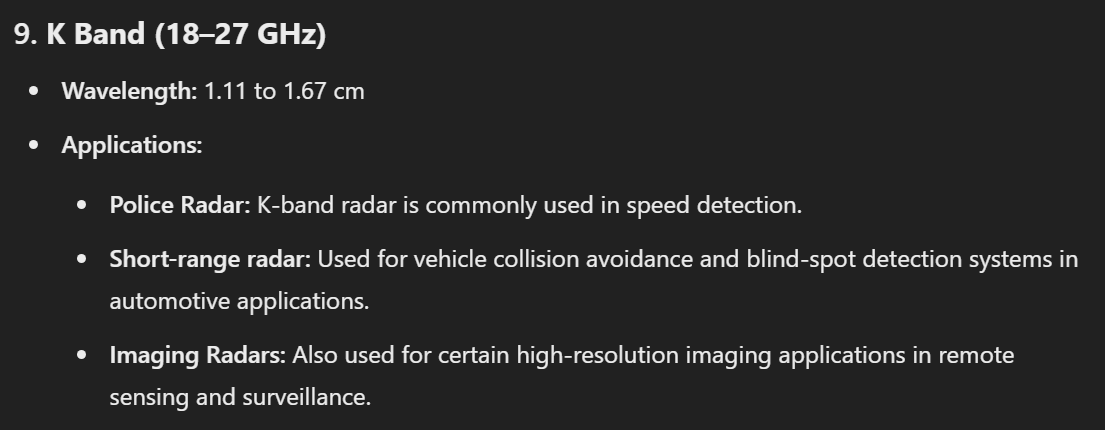 9. K Band (18–27 GHz)
• Wavelength: 1.11 to 1.67 cm
• Applications:
• Police Radar: K-band radar is commonly used in speed detection.
• Short-range radar: Used for vehicle collision avoidance and blind-spot detection systems in
automotive applications.
• Imaging Radars: Also used for certain high-resolution imaging applications in remote
sensing and surveillance.